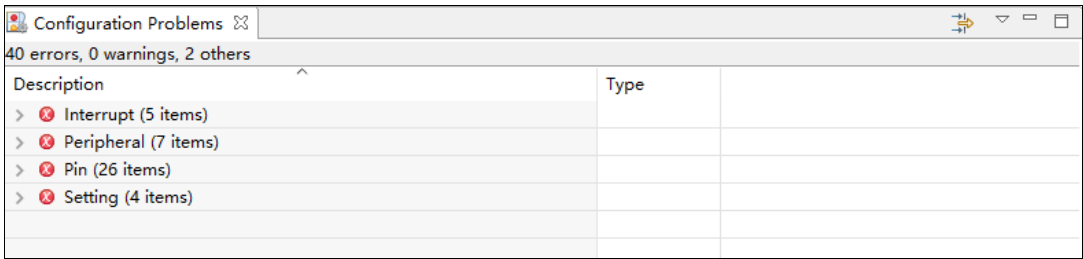 Configuration Problems
40 errors, 0 warnings, 2 others
Description Type
Interrupt (5 items)
Peripheral (7 items)
Pin (26 items)
Setting (4 items)